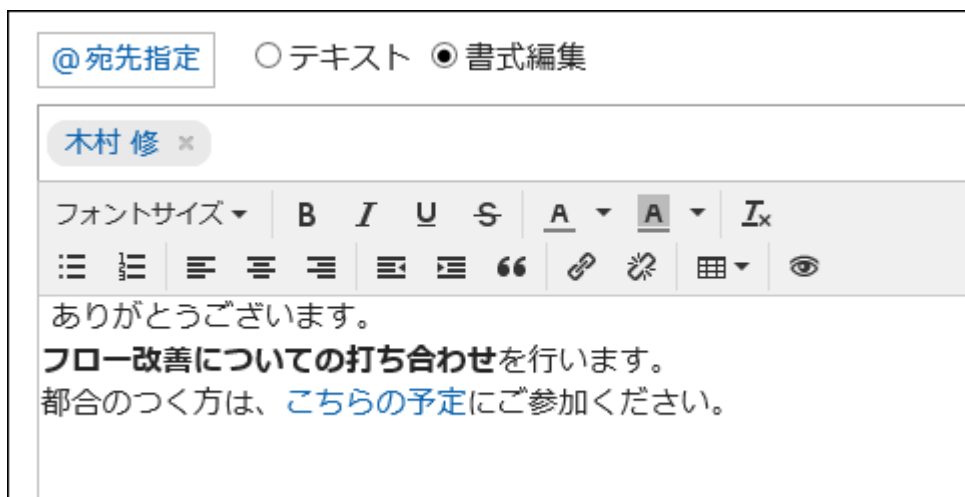 @宛先指定 テキスト 書式編集
木村 修 ×
フォントサイズ B I U S A A Tx
ありがとうございます。
フロー改善についての打ち合わせを行います。
都合のつく方は、こちらの予定にご参加ください。